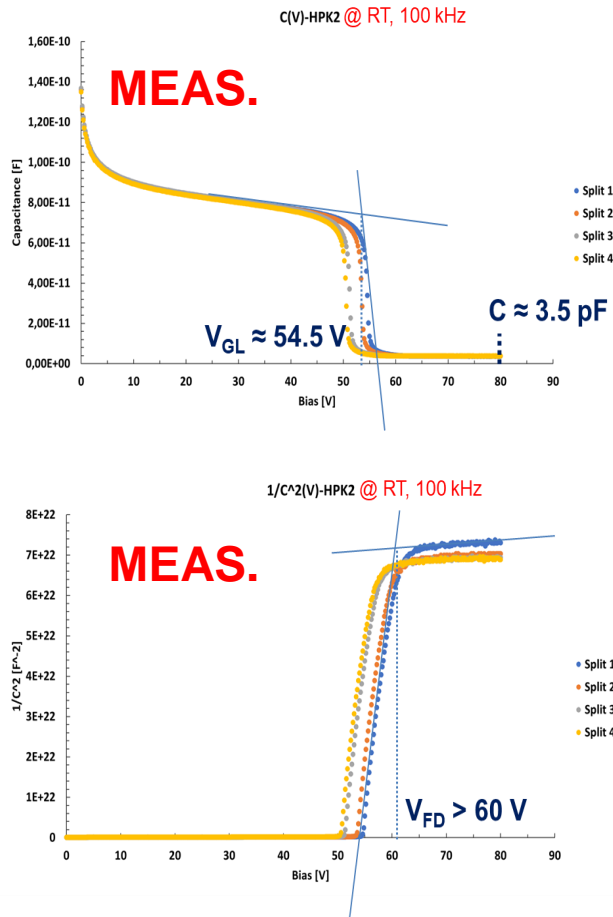 C(V)-HPK2 @ RT, 100 kHz
1,60E-10
1,40E-10
1,20E-10
1,00E-10
8,00E-11
6,00E-11
4,00E-11
2,00E-11
0,00E+00
Capacitance [F]
MEAS.
Split 1
Split 2
Split 3
Split 4
C ≈ 3.5 pF
V_GL ≈ 54.5 V
0 10 20 30 40 50 60 70 80 90
Bias [V]
1/C^2(V)-HPK2 @ RT, 100 kHz
8E+22
7E+22
6E+22
5E+22
4E+22
3E+22
2E+22
1E+22
0
1/C^2 [F^-2]
MEAS.
Split 1
Split 2
Split 3
Split 4
V_FD > 60 V
0 10 20 30 40 50 60 70 80 90
Bias [V]